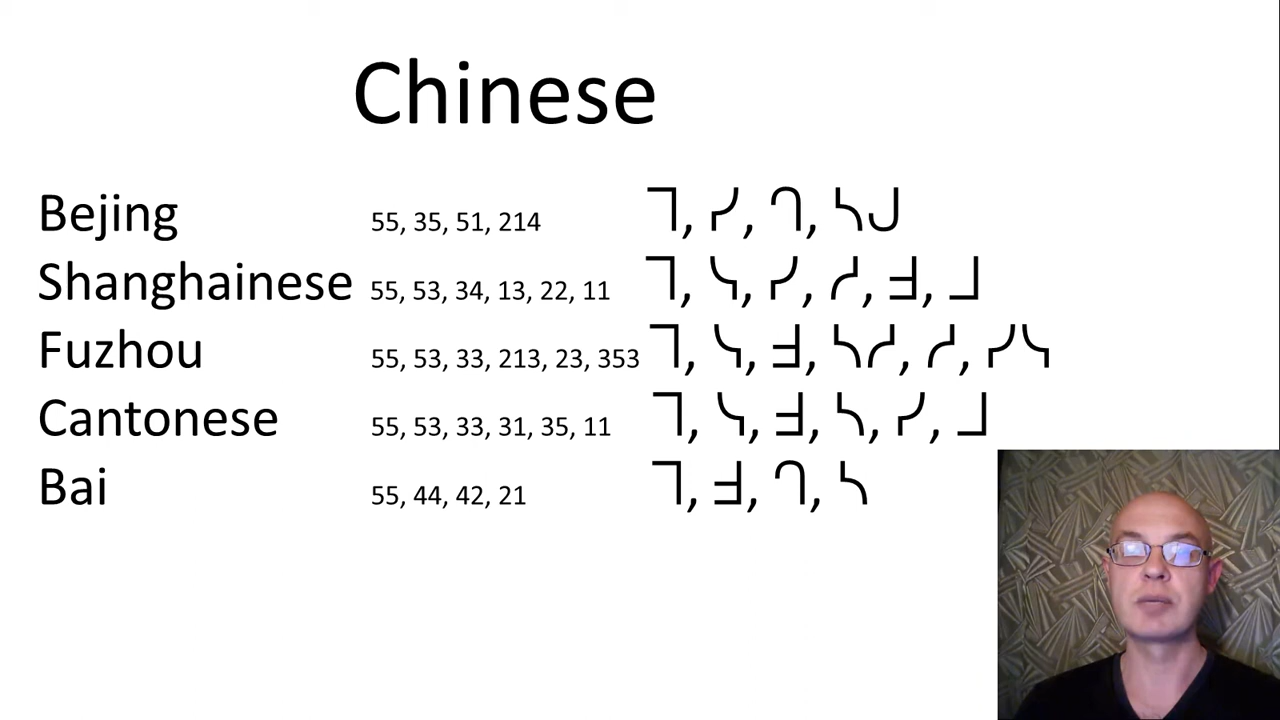 Chinese
Bejing 55, 35, 51, 214
Shanghainese 55, 53, 34, 13, 22, 11
Fuzhou 55, 53, 33, 213, 23, 353
Cantonese 55, 53, 33, 31, 35, 11
Bai 55, 44, 42, 21